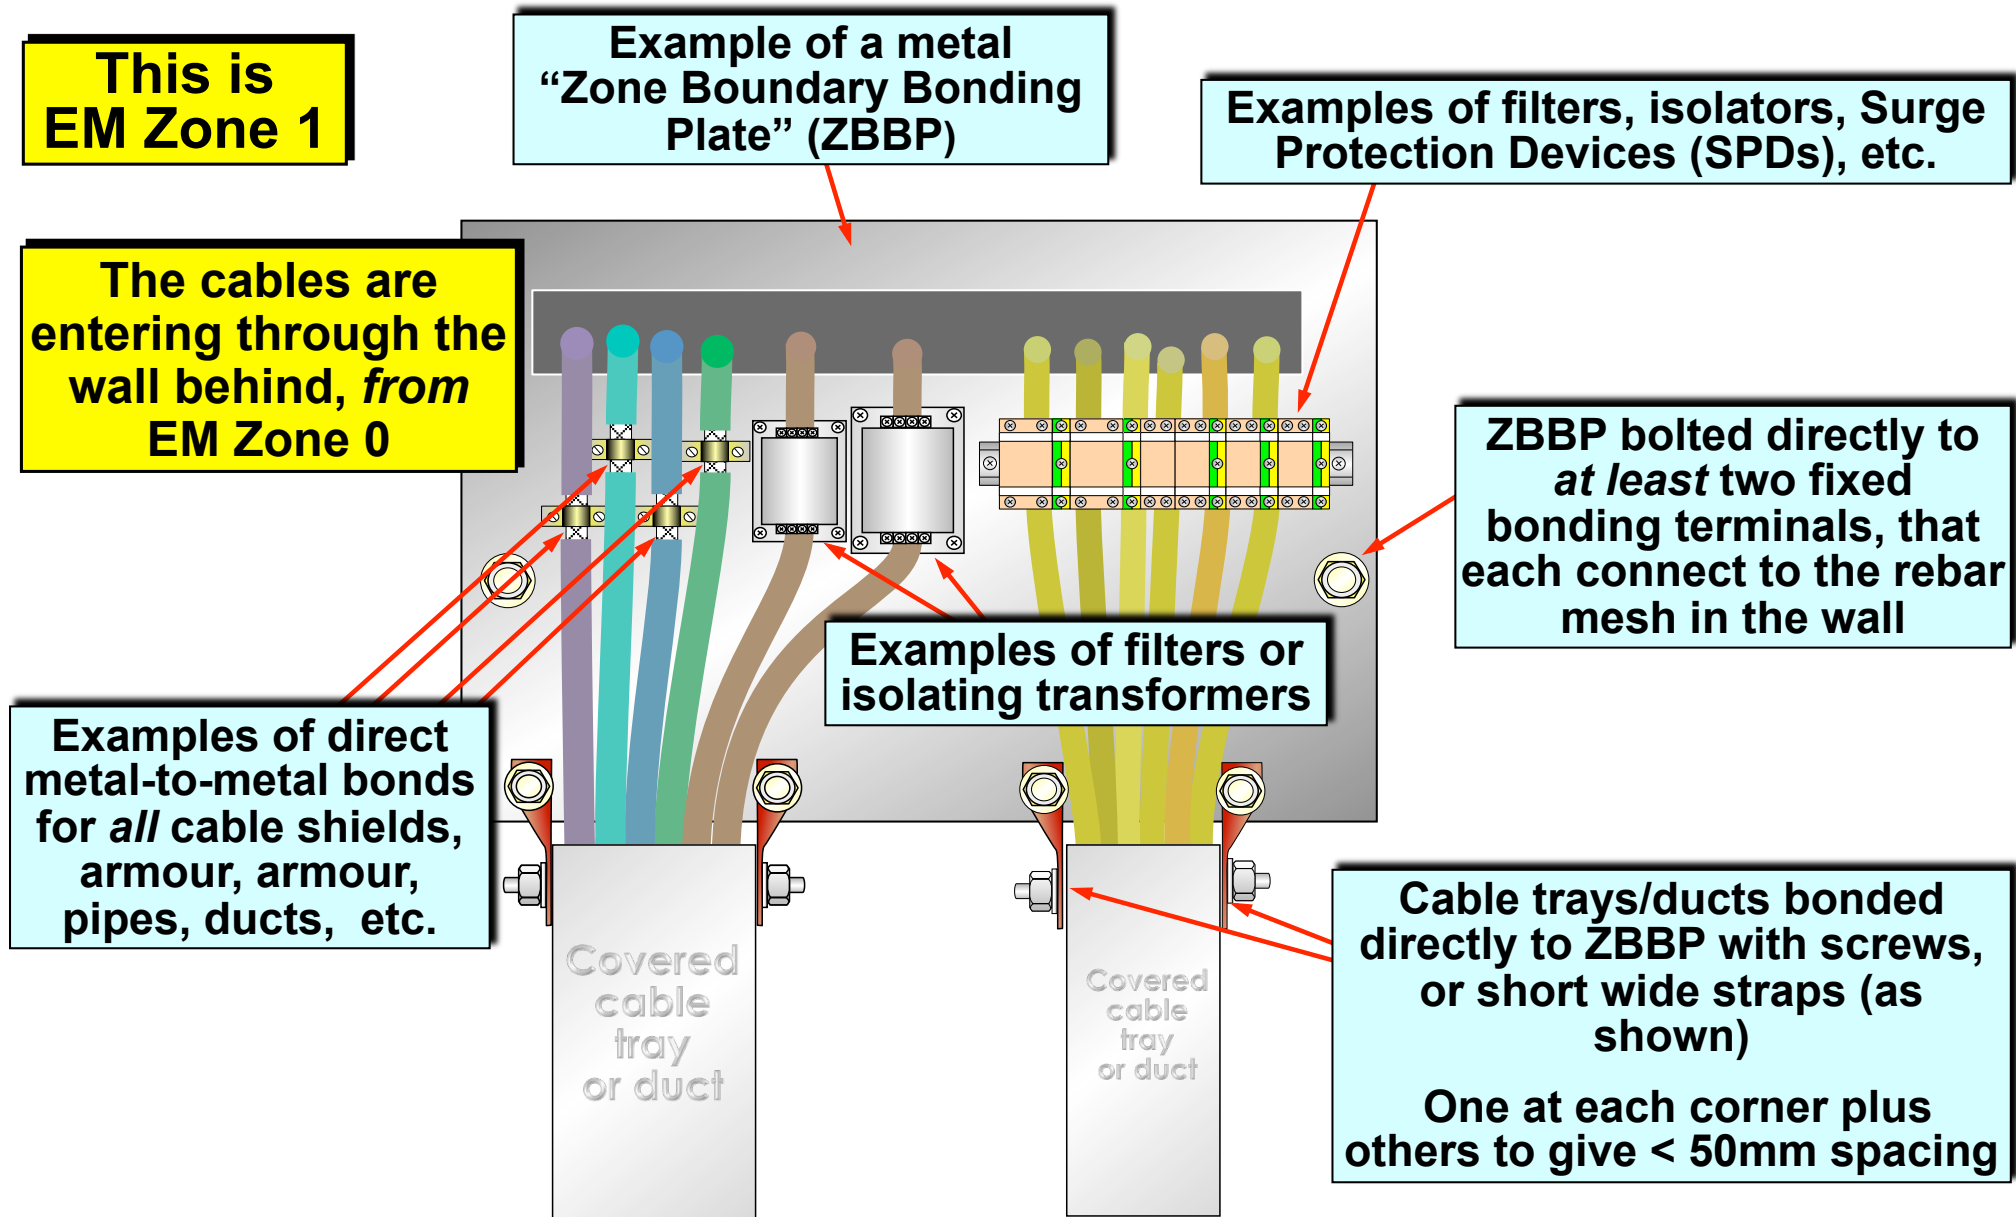 This is
EM Zone 1
Example of a metal
“Zone Boundary Bonding
Plate” (ZBBP)
Examples of filters, isolators, Surge
Protection Devices (SPDs), etc.
The cables are
entering through the
wall behind, from
EM Zone 0
ZBBP bolted directly to
at least two fixed
bonding terminals, that
each connect to the rebar
mesh in the wall
Examples of filters or
isolating transformers
Examples of direct
metal-to-metal bonds
for all cable shields,
armour, armour,
pipes, ducts, etc.
Cable trays/ducts bonded
directly to ZBBP with screws,
or short wide straps (as
shown)
One at each corner plus
others to give < 50mm spacing
Covered
cable
tray
or duct
Covered
cable
tray
or duct